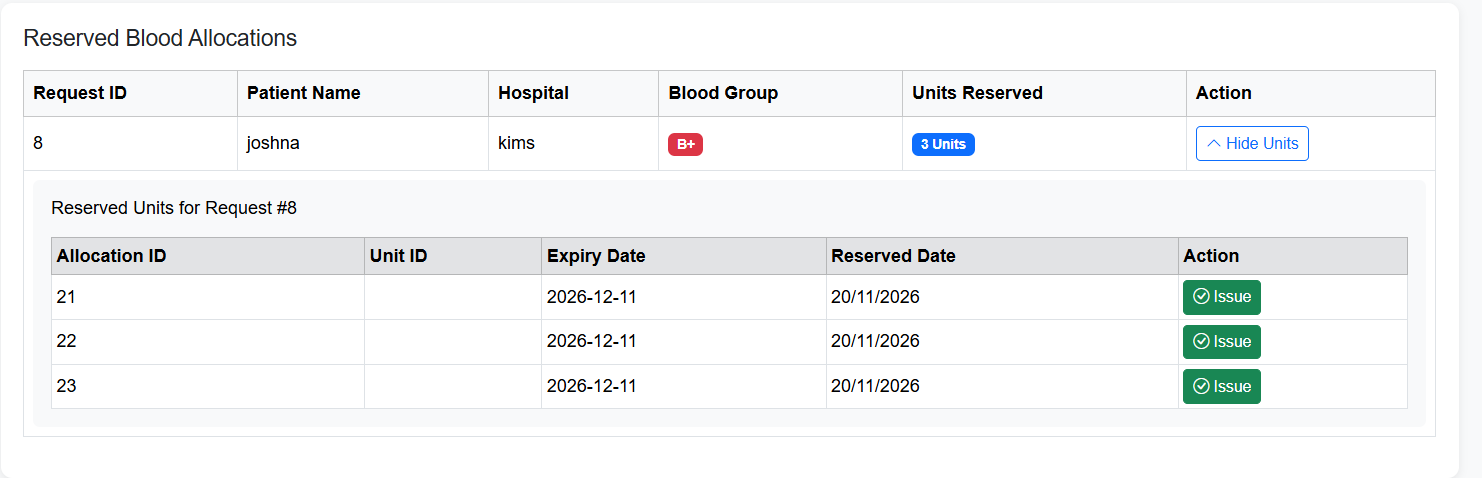 Reserved Blood Allocations
Request ID Patient Name Hospital Blood Group Units Reserved Action
8 joshna kims B+ 3 Units Hide Units
Reserved Units for Request #8
Allocation ID Unit ID Expiry Date Reserved Date Action
21 2026-12-11 20/11/2026 Issue
22 2026-12-11 20/11/2026 Issue
23 2026-12-11 20/11/2026 Issue